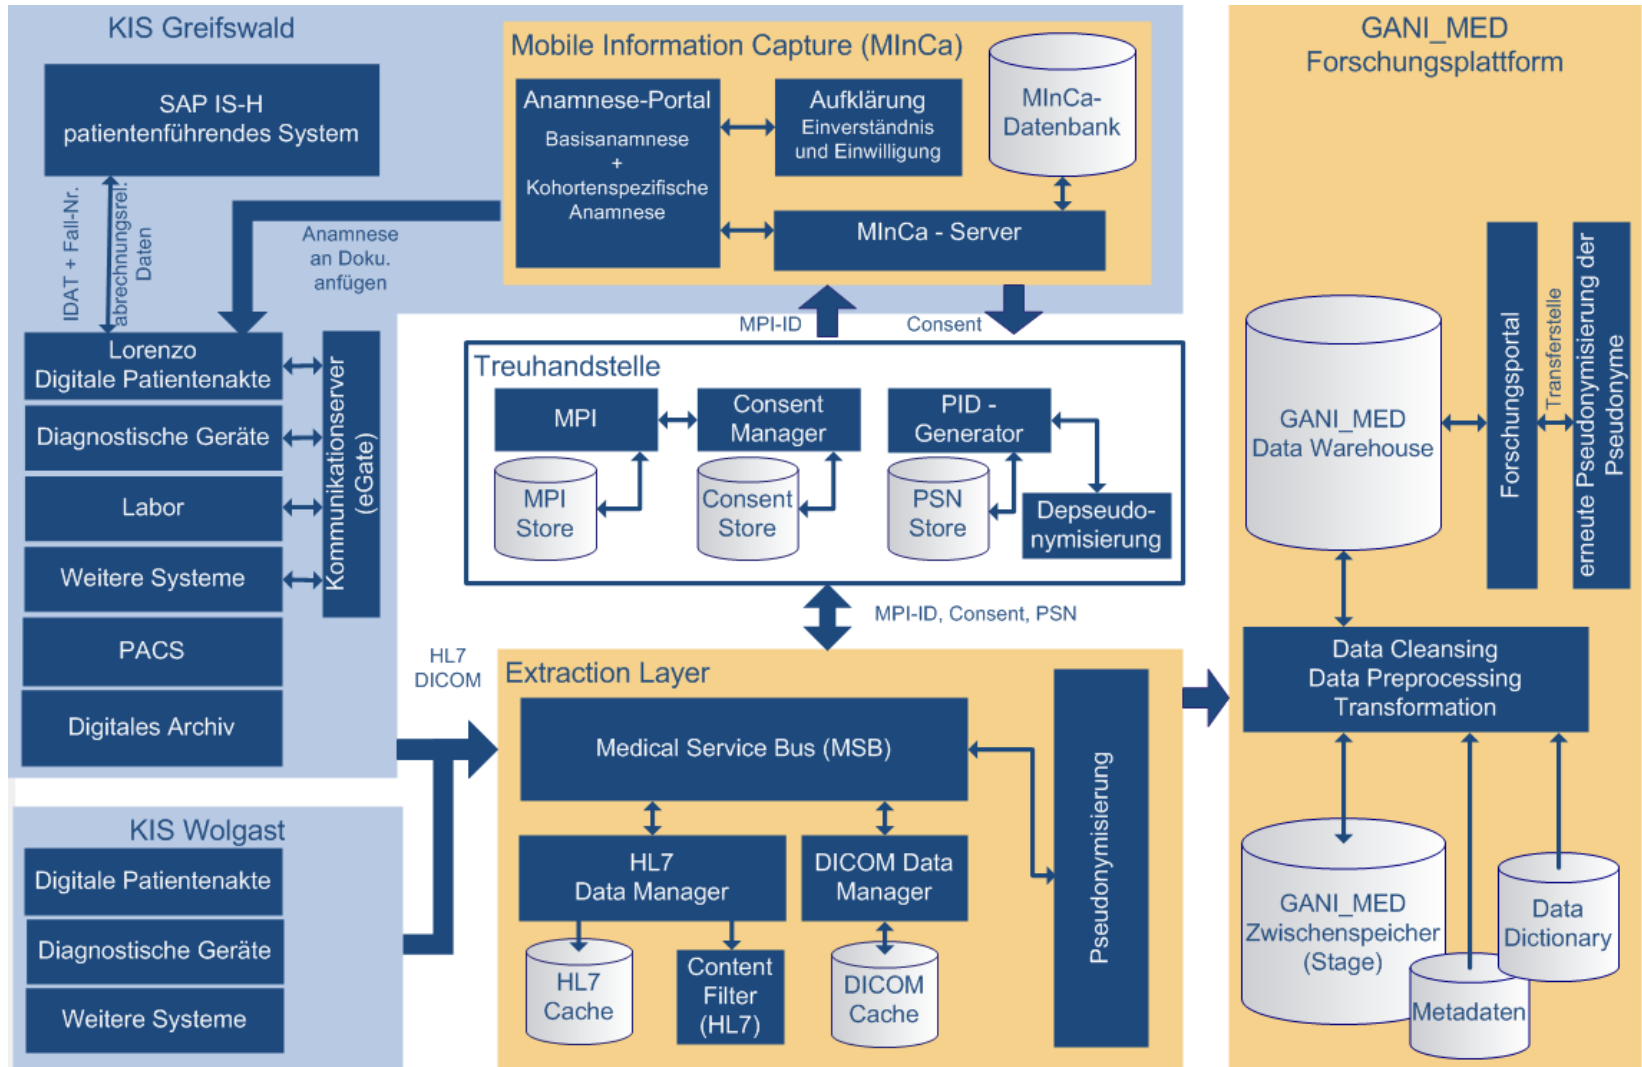 KIS Greifswald
SAP IS-H
patientenführendes System
IDAT + Fall-Nr.
abrechnungsrel.
Daten
Anamnese
an Doku.
anfügen
Lorenzo
Digitale Patientenakte
Diagnostische Geräte
Labor
Weitere Systeme
PACS
Digitales Archiv
Kommunikationserver
(eGate)
KIS Wolgast
Digitale Patientenakte
Diagnostische Geräte
Weitere Systeme
HL7
DICOM
Mobile Information Capture (MInCa)
Anamnese-Portal
Basisanamnese
+
Kohortenspezifische
Anamnese
Aufklärung
Einverständnis
und Einwilligung
MInCa-
Datenbank
MInCa - Server
MPI-ID
Consent
Treuhandstelle
MPI
Consent
Manager
PID -
Generator
MPI
Store
Consent
Store
PSN
Store
Depseudo-
nymisierung
MPI-ID, Consent, PSN
Extraction Layer
Medical Service Bus (MSB)
HL7
Data Manager
DICOM Data
Manager
HL7
Cache
Content
Filter
(HL7)
DICOM
Cache
Pseudonymisierung
GANI_MED
Forschungsplattform
GANI_MED
Data Warehouse
Forschungsportal
Transferstelle
erneute Pseudonymisierung der
Pseudonyme
Data Cleansing
Data Preprocessing
Transformation
GANI_MED
Zwischenspeicher
(Stage)
Metadaten
Data
Dictionary